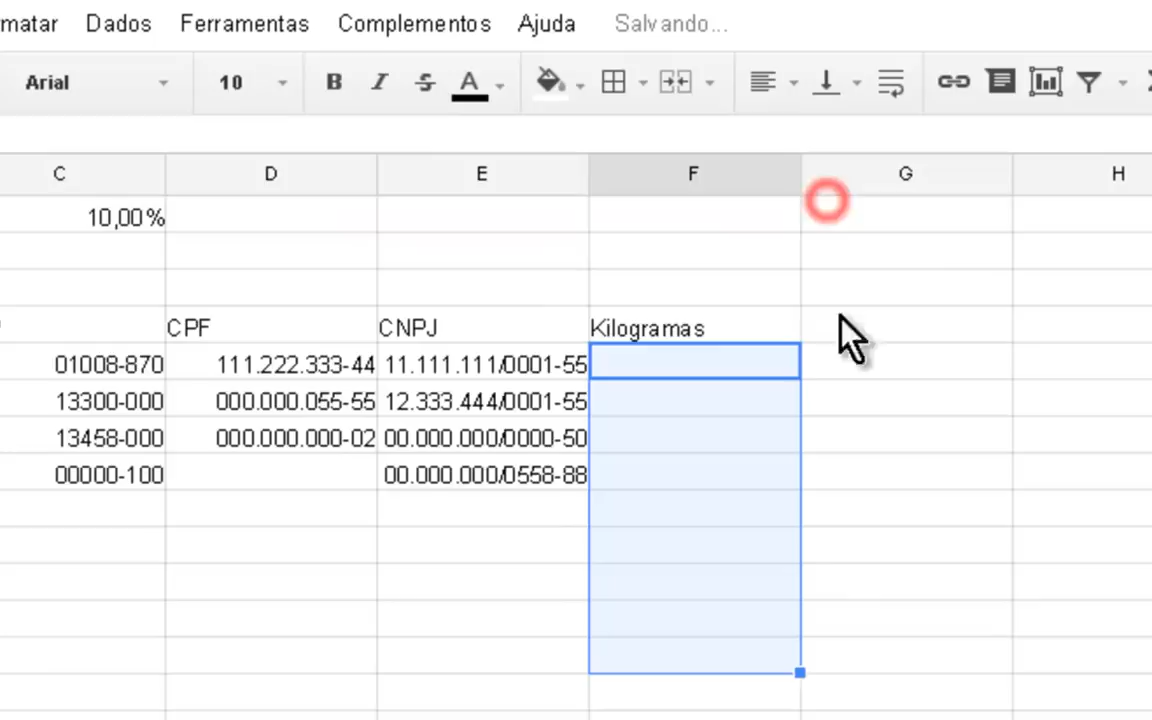 matar Dados Ferramentas Complementos Ajuda Salvando...
Arial 10 B I S A
C D E F G H
10,00%
CPF CNPJ Kilogramas
01008-870 111.222.333-44 11.111.111/0001-55
13300-000 000.000.055-55 12.333.444/0001-55
13458-000 000.000.000-02 00.000.000/0000-50
00000-100 00.000.000/0558-88